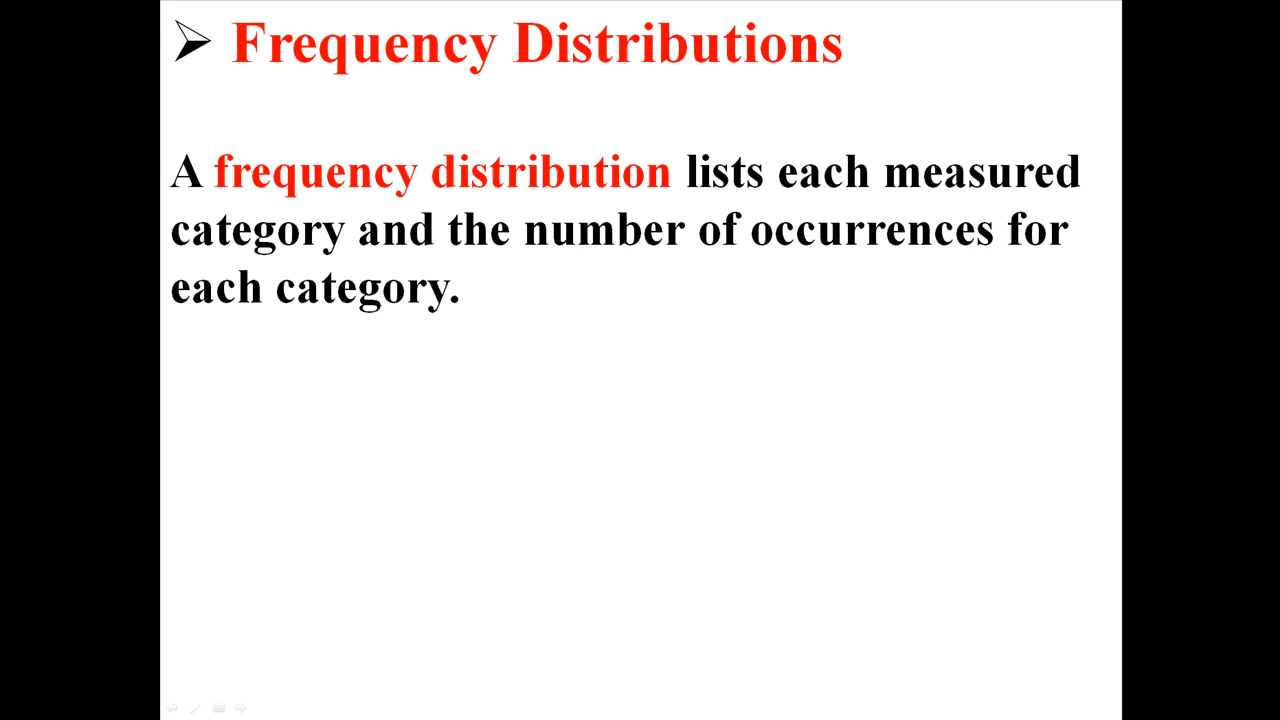 ➢ Frequency Distributions
A frequency distribution lists each measured
category and the number of occurrences for
each category.